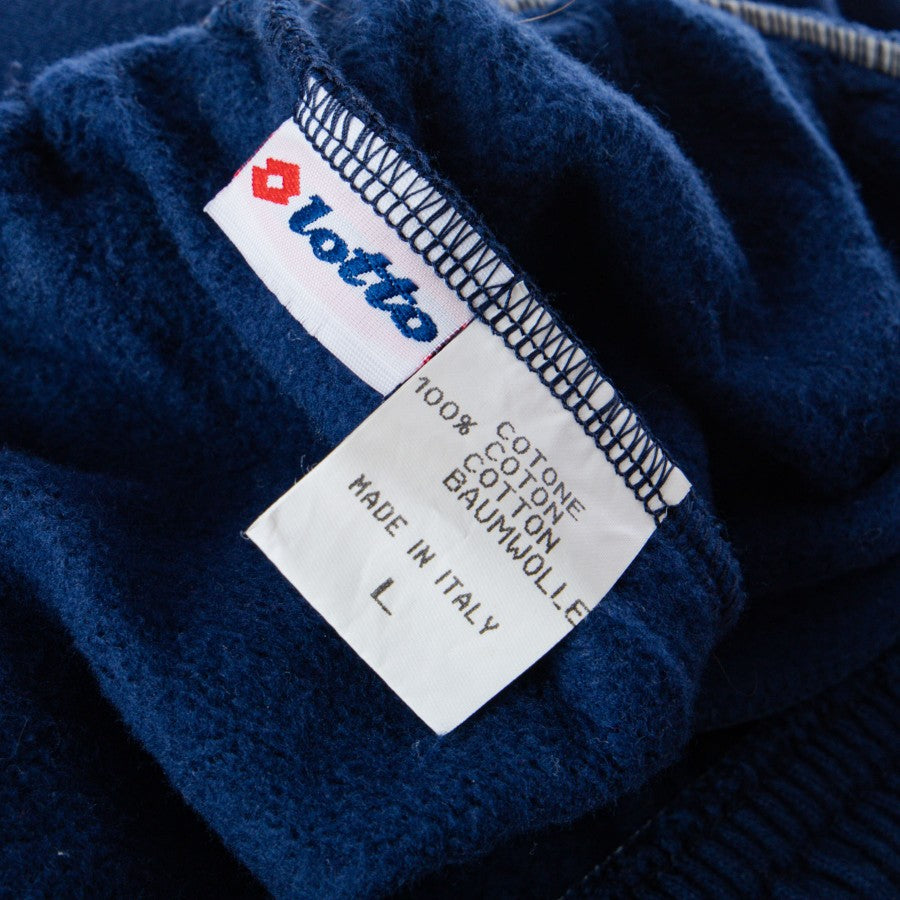 lotto
100% COTONE
COTON
COTTON
BAUMWOLLE
MADE IN ITALY
L